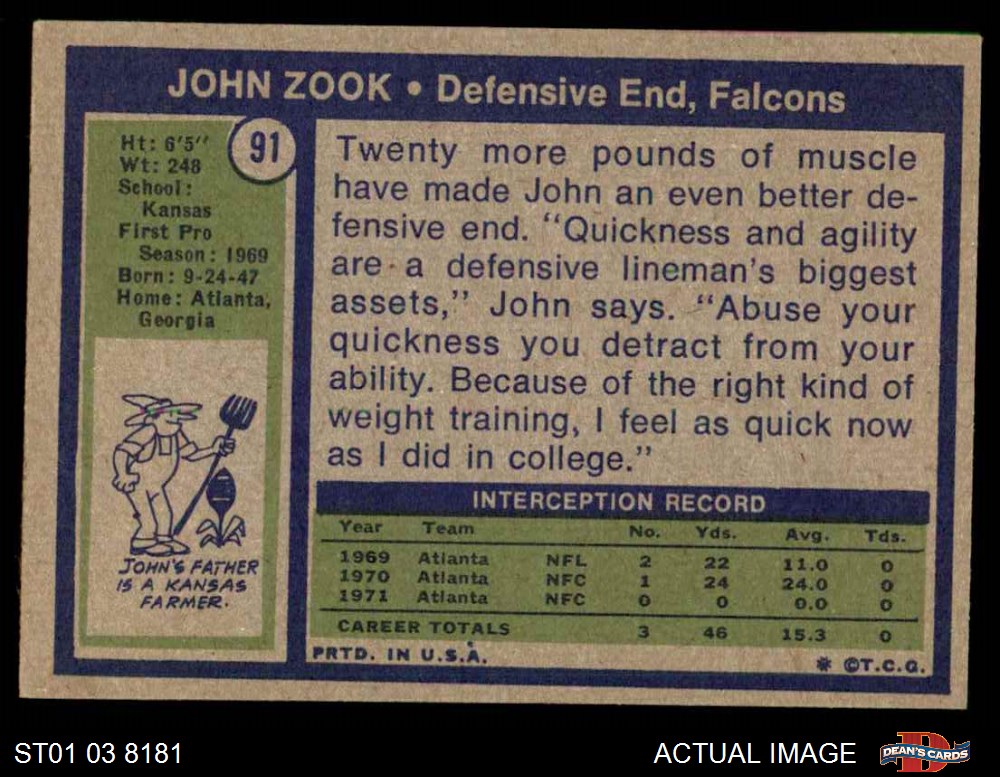 JOHN ZOOK • Defensive End, Falcons
91
Ht: 6'5''
Wt: 248
School:
Kansas
First Pro
Season: 1969
Born: 9-24-47
Home: Atlanta,
Georgia
JOHN'S FATHER
IS A KANSAS
FARMER.
Twenty more pounds of muscle
have made John an even better de-
fensive end. “Quickness and agility
are a defensive lineman's biggest
assets,” John says. “Abuse your
quickness you detract from your
ability. Because of the right kind of
weight training, I feel as quick now
as I did in college.”
INTERCEPTION RECORD
Year Team No. Yds. Avg. Tds.
1969 Atlanta NFL 2 22 11.0 0
1970 Atlanta NFC 1 24 24.0 0
1971 Atlanta NFC 0 0 0.0 0
CAREER TOTALS 3 46 15.3 0
PRTD. IN U.S.A.
* ©T.C.G.
ST01 03 8181
ACTUAL IMAGE
D
DEAN'S CARDS